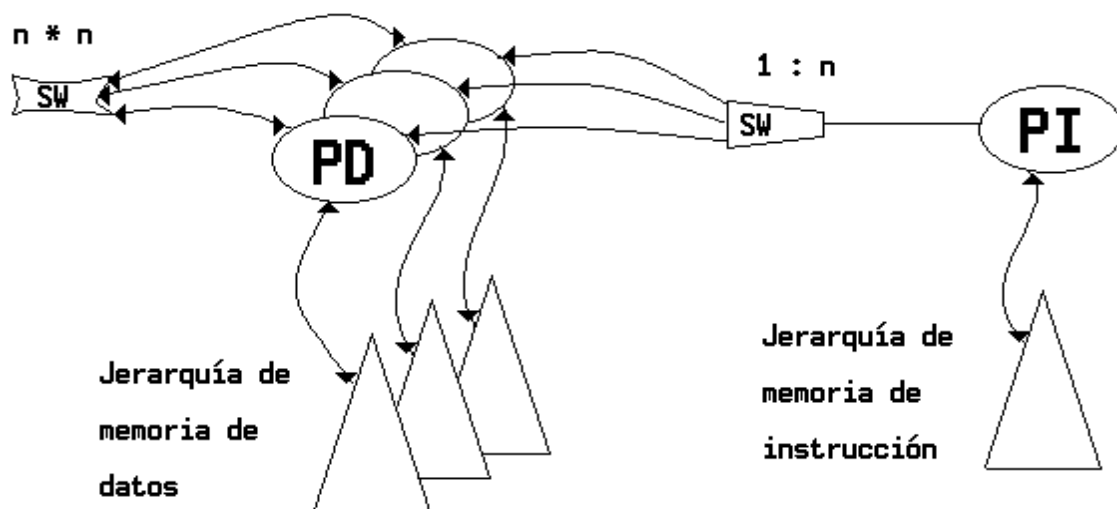 n * n
SW
PD
1 : n
SW
PI
Jerarquía de
memoria de
datos
Jerarquía de
memoria de
instrucción